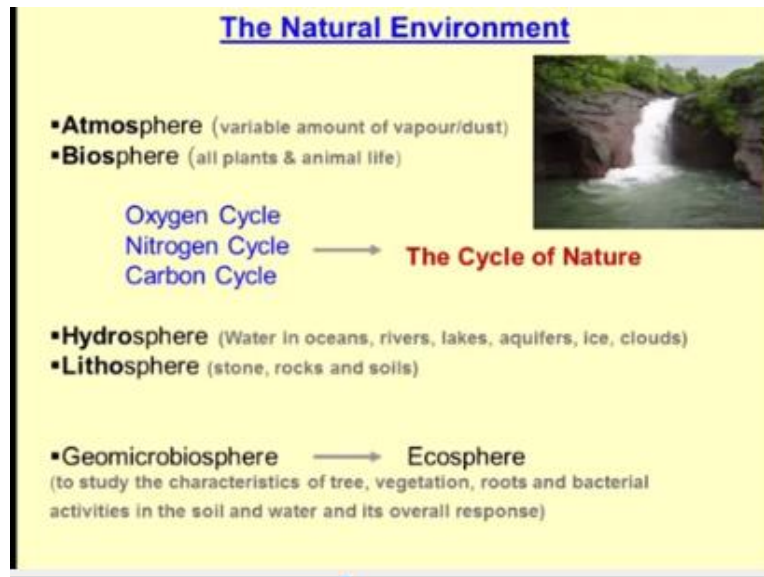 The Natural Environment
▪Atmosphere (variable amount of vapour/dust)
▪Biosphere (all plants & animal life)
Oxygen Cycle
Nitrogen Cycle
Carbon Cycle
The Cycle of Nature
▪Hydrosphere (Water in oceans, rivers, lakes, aquifers, ice, clouds)
▪Lithosphere (stone, rocks and soils)
▪Geomicrobiosphere Ecosphere
(to study the characteristics of tree, vegetation, roots and bacterial
activities in the soil and water and its overall response)